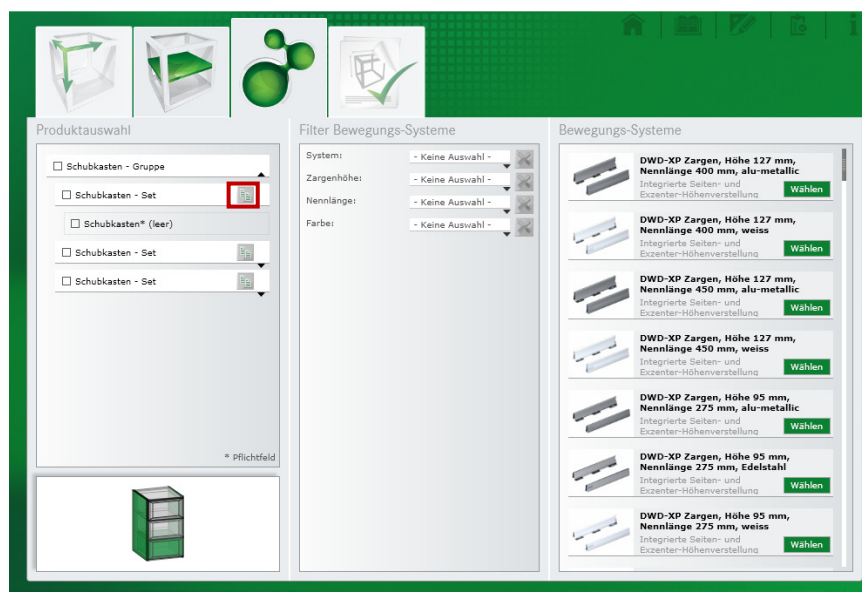 Produktauswahl
Schubkasten - Gruppe
Schubkasten - Set
Schubkasten* (leer)
Schubkasten - Set
Schubkasten - Set
* Pflichtfeld
Filter Bewegungs-Systeme
System: - Keine Auswahl -
Zargenhöhe: - Keine Auswahl -
Nennlänge: - Keine Auswahl -
Farbe: - Keine Auswahl -
Bewegungs-Systeme
DWD-XP Zargen, Höhe 127 mm,
Nennlänge 400 mm, alu-metallic
Integrierte Seiten- und
Exzenter-Höhenverstellung Wählen
DWD-XP Zargen, Höhe 127 mm,
Nennlänge 400 mm, weiss
Integrierte Seiten- und
Exzenter-Höhenverstellung Wählen
DWD-XP Zargen, Höhe 127 mm,
Nennlänge 450 mm, alu-metallic
Integrierte Seiten- und
Exzenter-Höhenverstellung Wählen
DWD-XP Zargen, Höhe 127 mm,
Nennlänge 450 mm, weiss
Integrierte Seiten- und
Exzenter-Höhenverstellung Wählen
DWD-XP Zargen, Höhe 95 mm,
Nennlänge 275 mm, alu-metallic
Integrierte Seiten- und
Exzenter-Höhenverstellung Wählen
DWD-XP Zargen, Höhe 95 mm,
Nennlänge 275 mm, Edelstahl
Integrierte Seiten- und
Exzenter-Höhenverstellung Wählen
DWD-XP Zargen, Höhe 95 mm,
Nennlänge 275 mm, weiss
Integrierte Seiten- und
Exzenter-Höhenverstellung Wählen